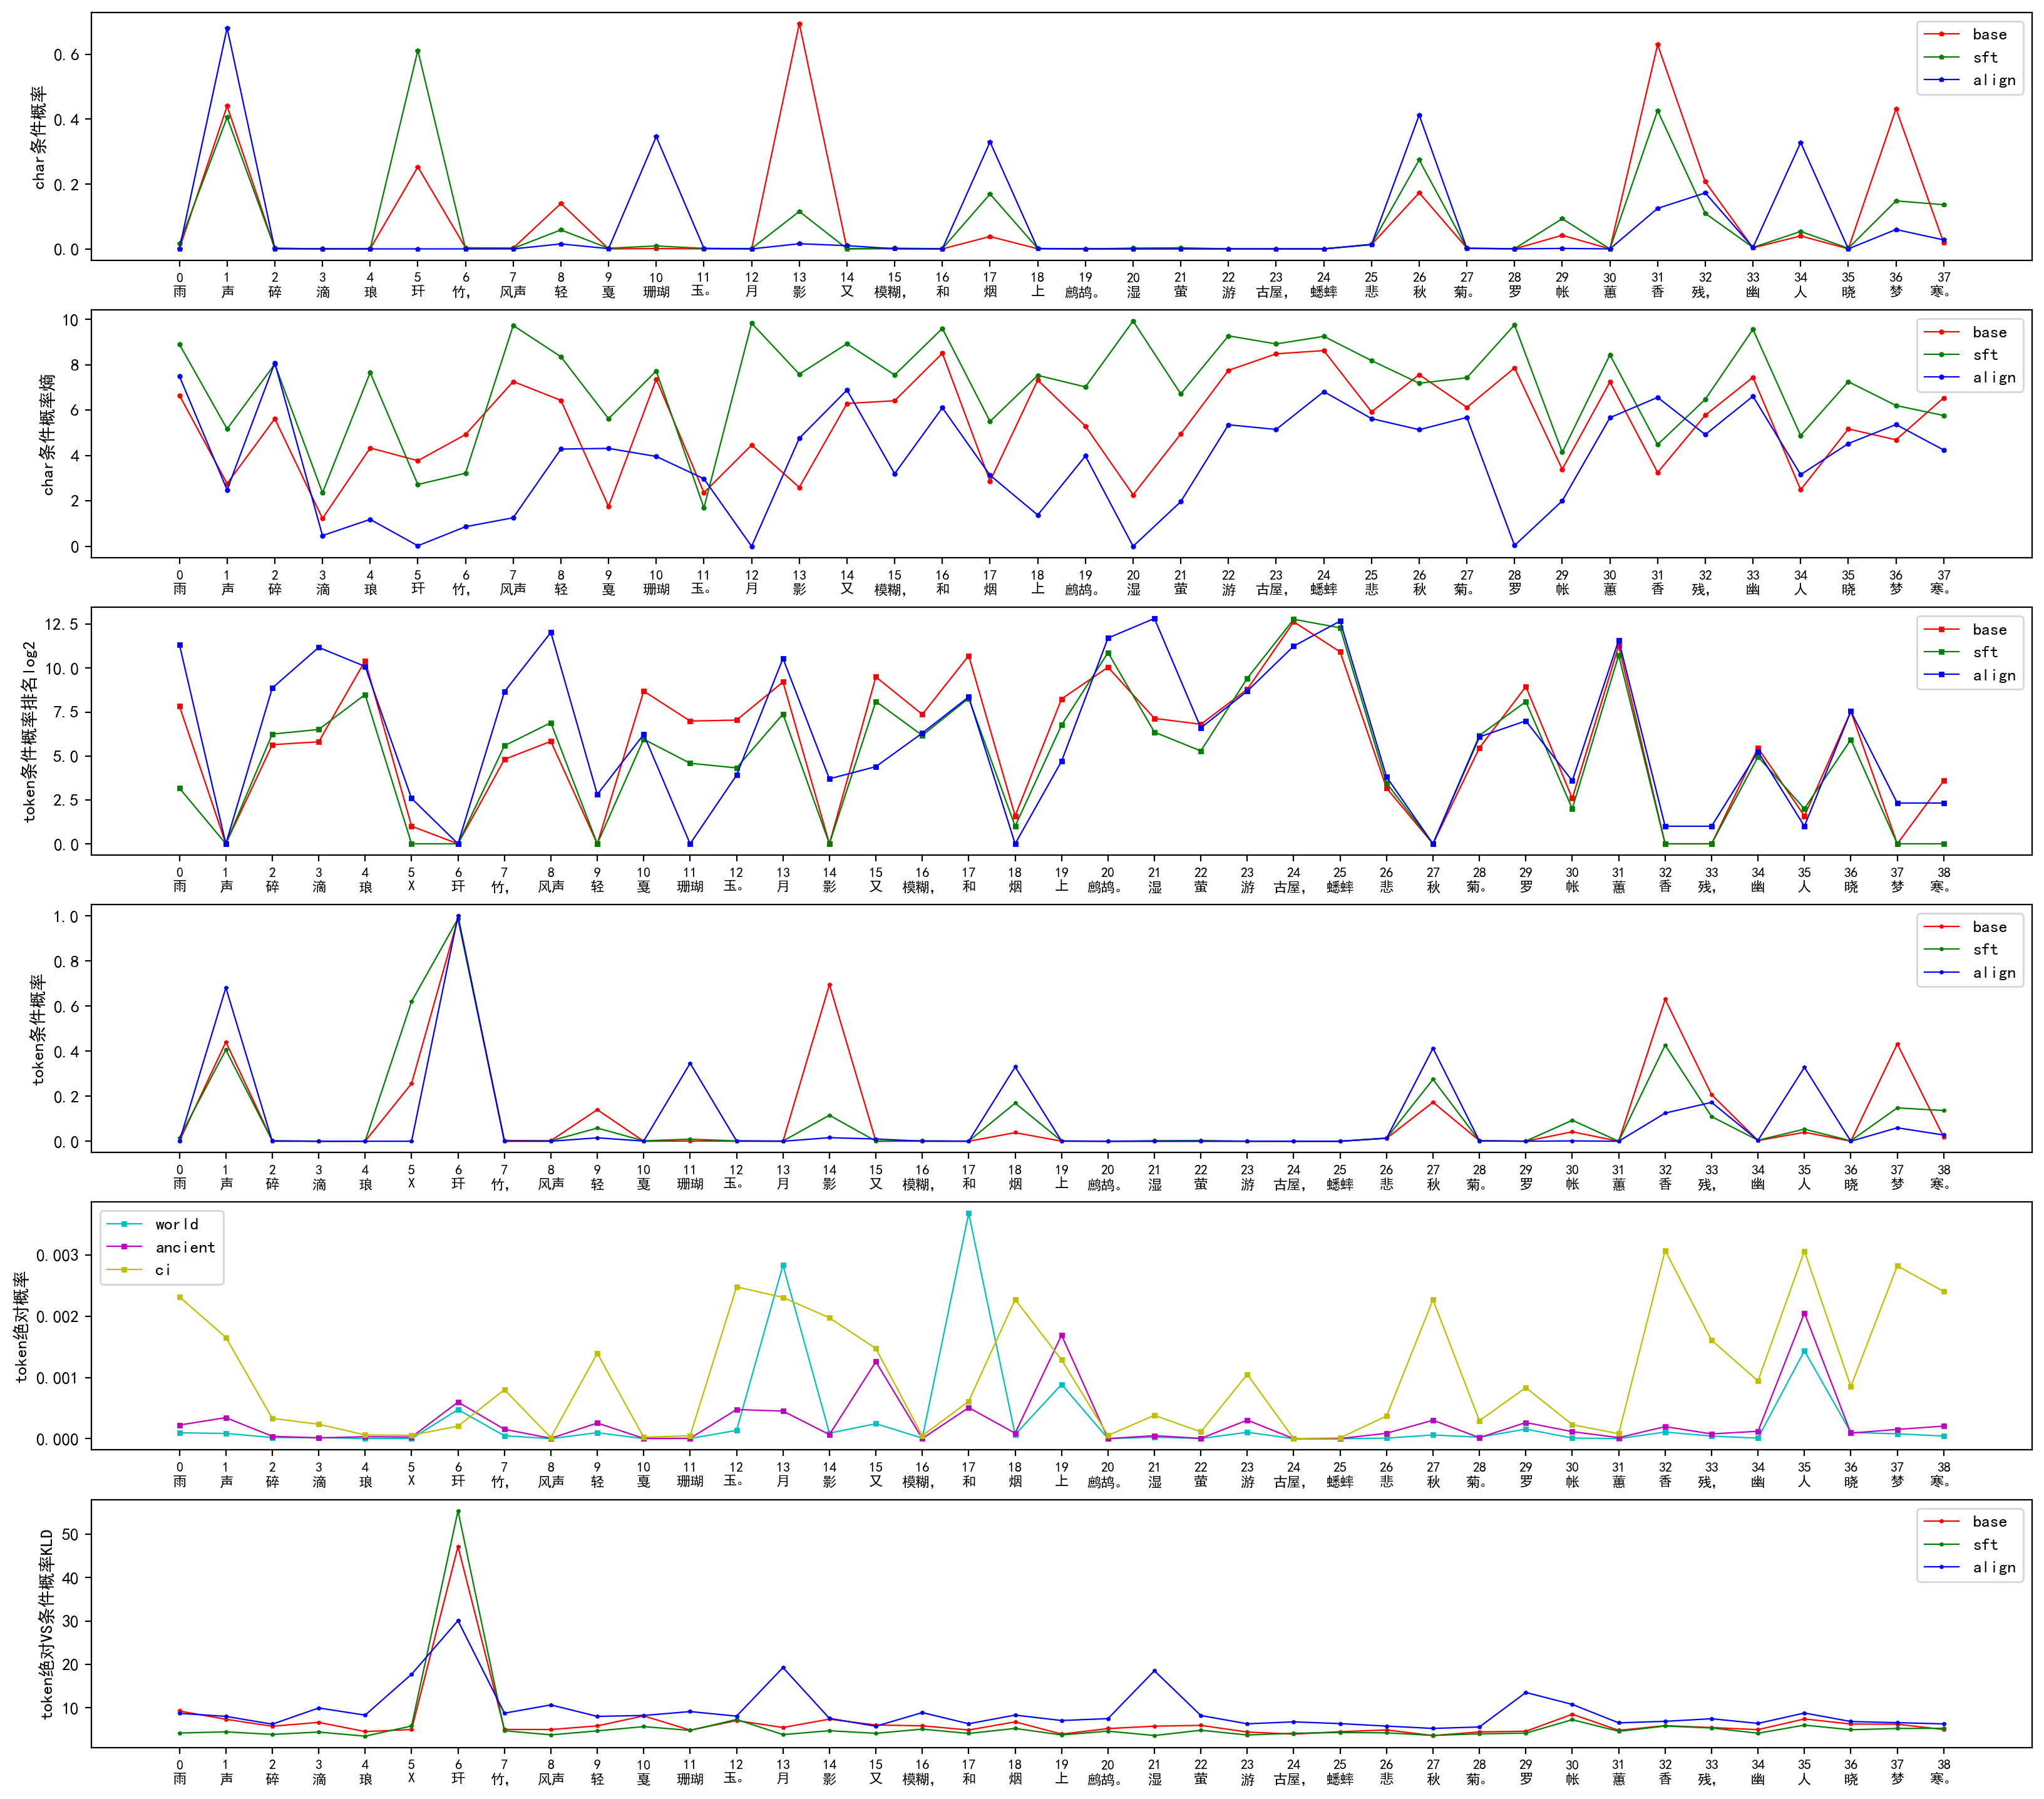 char条件概率
0.6
0.4
0.2
0.0
base
sft
align
0 1 2 3 4 5 6 7 8 9 10 11 12 13 14 15 16 17 18 19 20 21 22 23 24 25 26 27 28 29 30 31 32 33 34 35 36 37
雨 声 碎 滴 琅 玕 竹, 风声 轻 戛 珊瑚 玉。 月 影 又 模糊, 和 烟 上 鹧鸪。 湿 萤 游 古屋, 蟋蟀 悲 秋 菊。 罗 帐 蕙 香 残, 幽 人 晓 梦 寒。
char条件概率熵
10
8
6
4
2
0
base
sft
align
0 1 2 3 4 5 6 7 8 9 10 11 12 13 14 15 16 17 18 19 20 21 22 23 24 25 26 27 28 29 30 31 32 33 34 35 36 37
雨 声 碎 滴 琅 玕 竹, 风声 轻 戛 珊瑚 玉。 月 影 又 模糊, 和 烟 上 鹧鸪。 湿 萤 游 古屋, 蟋蟀 悲 秋 菊。 罗 帐 蕙 香 残, 幽 人 晓 梦 寒。
token条件概率排名log2
12.5
10.0
7.5
5.0
2.5
0.0
base
sft
align
0 1 2 3 4 5 6 7 8 9 10 11 12 13 14 15 16 17 18 19 20 21 22 23 24 25 26 27 28 29 30 31 32 33 34 35 36 37 38
雨 声 碎 滴 琅 X 玕 竹, 风声 轻 戛 珊瑚 玉。 月 影 又 模糊, 和 烟 上 鹧鸪。 湿 萤 游 古屋, 蟋蟀 悲 秋 菊。 罗 帐 蕙 香 残, 幽 人 晓 梦 寒。
token条件概率
1.0
0.8
0.6
0.4
0.2
0.0
base
sft
align
0 1 2 3 4 5 6 7 8 9 10 11 12 13 14 15 16 17 18 19 20 21 22 23 24 25 26 27 28 29 30 31 32 33 34 35 36 37 38
雨 声 碎 滴 琅 X 玕 竹, 风声 轻 戛 珊瑚 玉。 月 影 又 模糊, 和 烟 上 鹧鸪。 湿 萤 游 古屋, 蟋蟀 悲 秋 菊。 罗 帐 蕙 香 残, 幽 人 晓 梦 寒。
token绝对概率
0.003
0.002
0.001
0.000
world
ancient
ci
0 1 2 3 4 5 6 7 8 9 10 11 12 13 14 15 16 17 18 19 20 21 22 23 24 25 26 27 28 29 30 31 32 33 34 35 36 37 38
雨 声 碎 滴 琅 X 玕 竹, 风声 轻 戛 珊瑚 玉。 月 影 又 模糊, 和 烟 上 鹧鸪。 湿 萤 游 古屋, 蟋蟀 悲 秋 菊。 罗 帐 蕙 香 残, 幽 人 晓 梦 寒。
token绝对VS条件概率KLD
50
40
30
20
10
base
sft
align
0 1 2 3 4 5 6 7 8 9 10 11 12 13 14 15 16 17 18 19 20 21 22 23 24 25 26 27 28 29 30 31 32 33 34 35 36 37 38
雨 声 碎 滴 琅 X 玕 竹, 风声 轻 戛 珊瑚 玉。 月 影 又 模糊, 和 烟 上 鹧鸪。 湿 萤 游 古屋, 蟋蟀 悲 秋 菊。 罗 帐 蕙 香 残, 幽 人 晓 梦 寒。